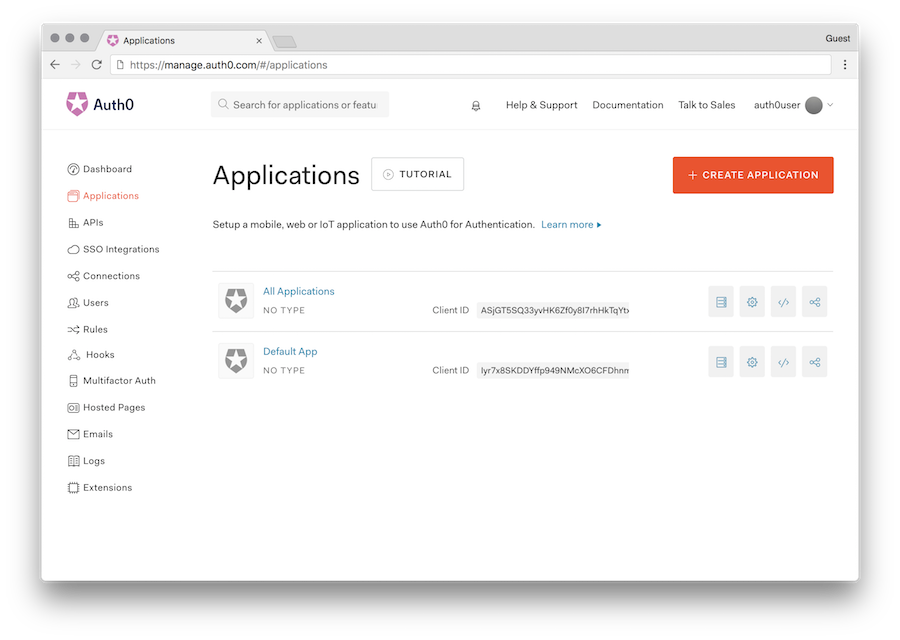 Applications
Guest
https://manage.auth0.com/#/applications
Auth0
Search for applications or featu
Help & Support
Documentation
Talk to Sales
auth0user
Dashboard
Applications
APIs
SSO Integrations
Connections
Users
Rules
Hooks
Multifactor Auth
Hosted Pages
Emails
Logs
Extensions
Applications
TUTORIAL
+ CREATE APPLICATION
Setup a mobile, web or IoT application to use Auth0 for Authentication. Learn more
All Applications
NO TYPE
Client ID
Default App
NO TYPE
Client ID